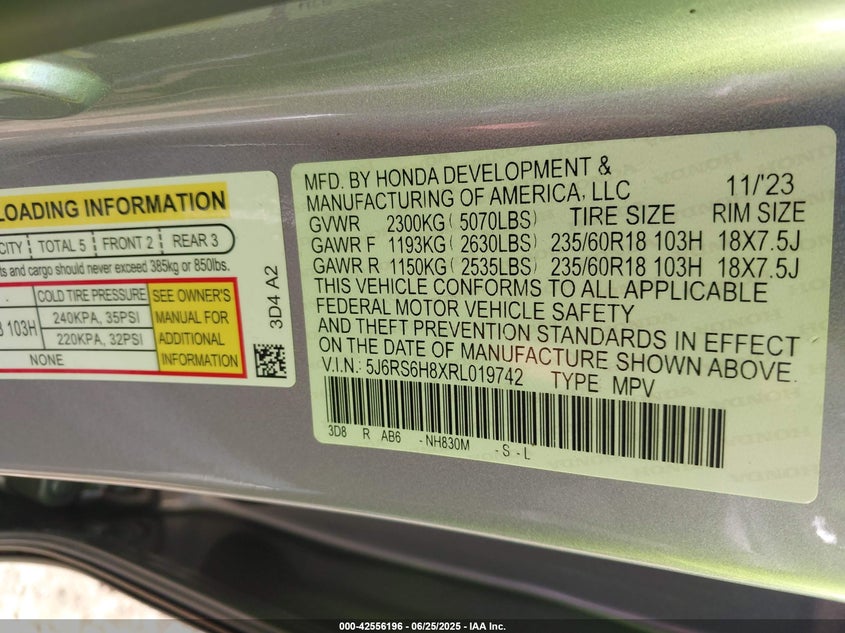 LOADING INFORMATION
CITY TOTAL 5 FRONT 2 REAR 3
ts and cargo should never exceed 385kg or 850lbs.
COLD TIRE PRESSURE SEE OWNER'S
240KPA, 35PSI MANUAL FOR
8 103H 220KPA, 32PSI ADDITIONAL
NONE INFORMATION
3D4 A2
MFD. BY HONDA DEVELOPMENT &
MANUFACTURING OF AMERICA, LLC 11/'23
GVWR 2300KG ( 5070LBS) TIRE SIZE RIM SIZE
GAWR F 1193KG ( 2630LBS) 235/60R18 103H 18X7.5J
GAWR R 1150KG ( 2535LBS) 235/60R18 103H 18X7.5J
THIS VEHICLE CONFORMS TO ALL APPLICABLE
FEDERAL MOTOR VEHICLE SAFETY
AND THEFT PREVENTION STANDARDS IN EFFECT
ON THE DATE OF MANUFACTURE SHOWN ABOVE.
V.I.N.: 5J6RS6H8XRL019742 TYPE MPV
3D8 R AB6 -NH830M -S-L
000-42556196 - 06/25/2025 - IAA Inc.